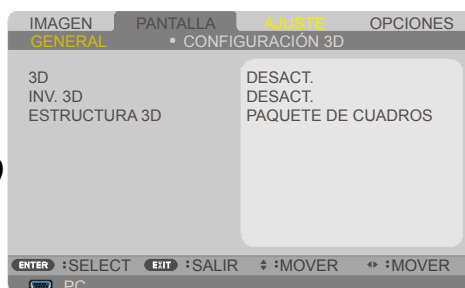 IMAGEN PANTALLA AJUSTE OPCIONES
GENERAL • CONFIGURACIÓN 3D
3D DESACT.
INV. 3D DESACT.
ESTRUCTURA 3D PAQUETE DE CUADROS
ENTER :SELECT EXIT :SALIR :MOVER :MOVER
PC